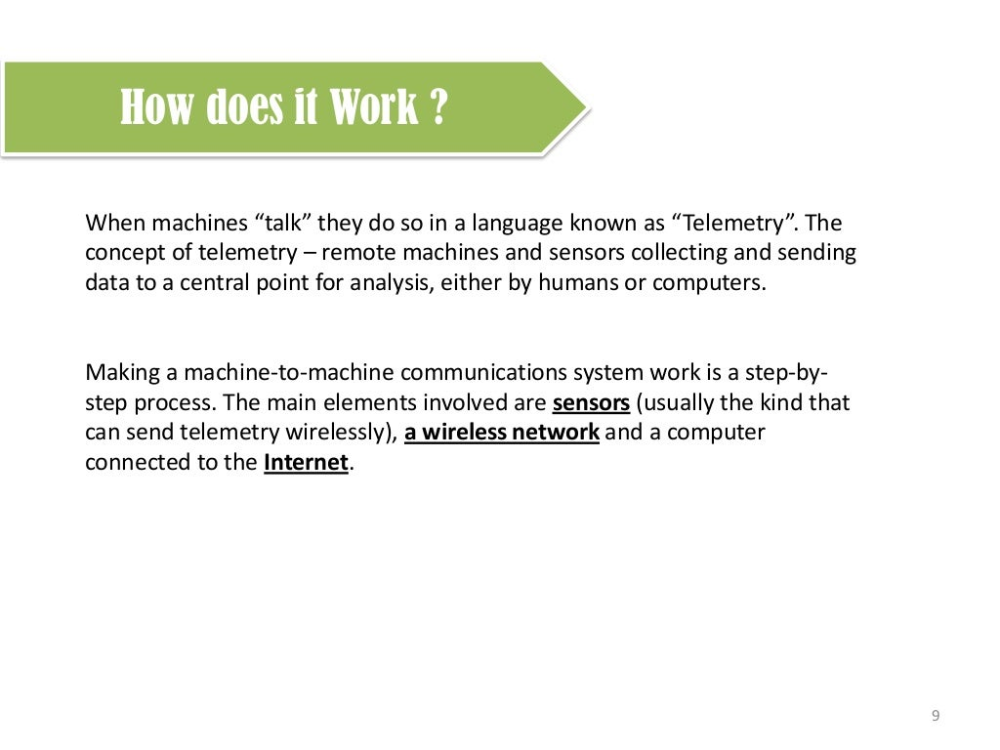 How does it Work ?
When machines “talk” they do so in a language known as “Telemetry”. The
concept of telemetry – remote machines and sensors collecting and sending
data to a central point for analysis, either by humans or computers.
Making a machine-to-machine communications system work is a step-by-
step process. The main elements involved are sensors (usually the kind that
can send telemetry wirelessly), a wireless network and a computer
connected to the Internet.
9